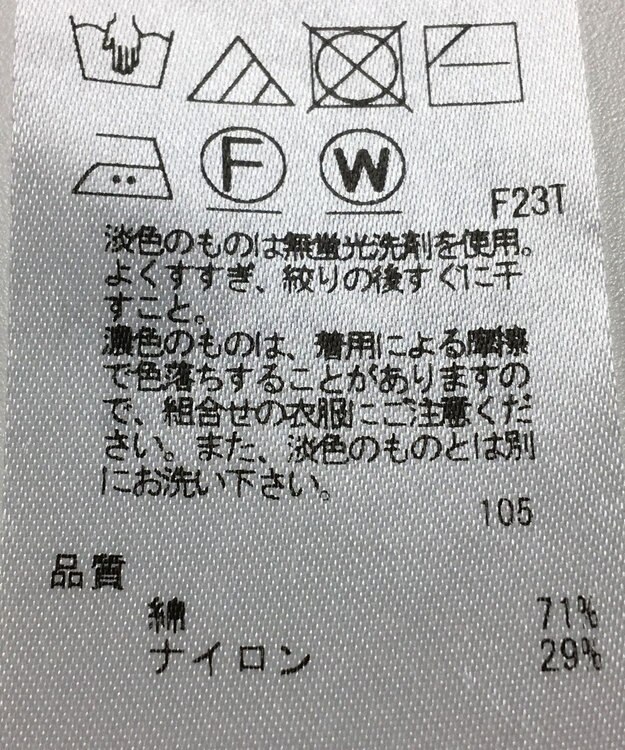 F W
F23T
淡色のものは無蛍光洗剤を使用。
よくすすぎ、絞りの後すぐに干
すこと。
濃色のものは、着用による摩擦
で色落ちすることがありますの
で、組合せの衣服にご注意くだ
さい。また、淡色のものとは別
にお洗い下さい。
105
品質
綿 71%
ナイロン 29%